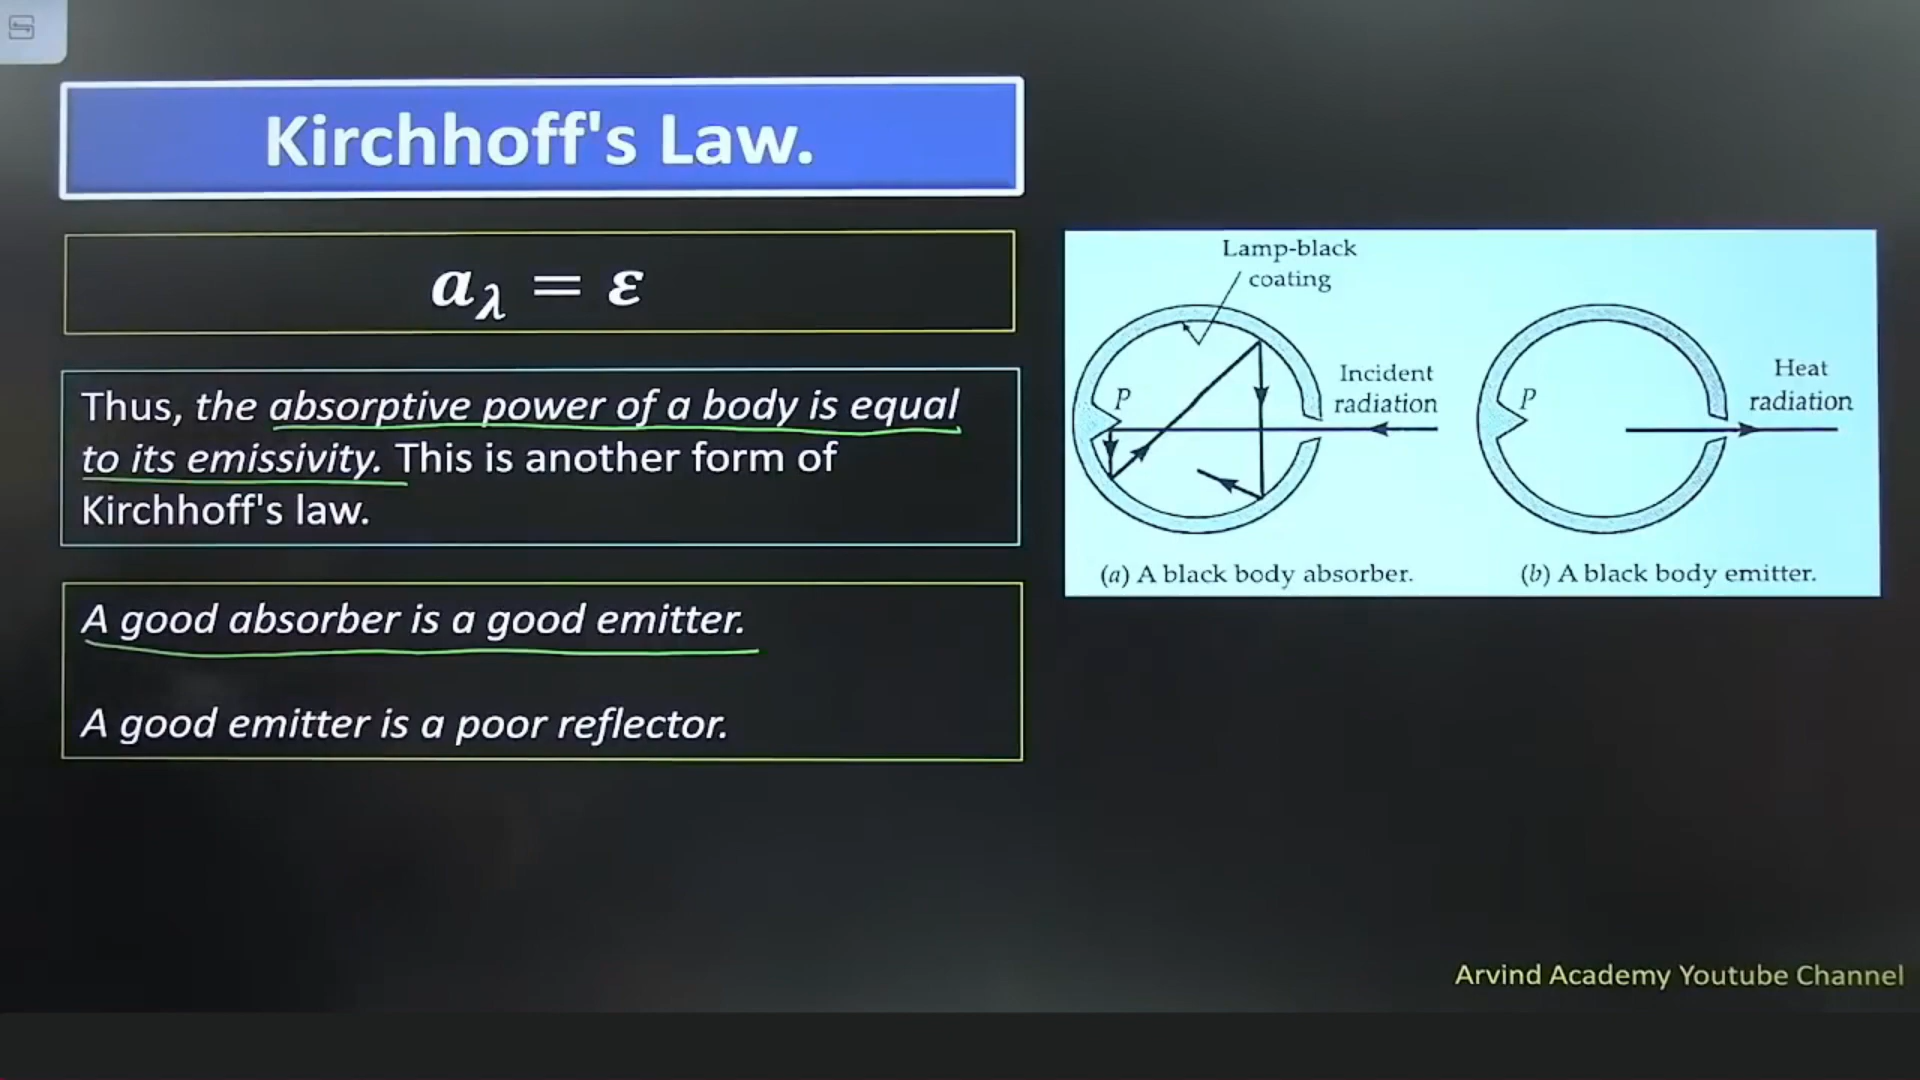 Kirchhoff's Law.
aλ = ε
Thus, the absorptive power of a body is equal
to its emissivity. This is another form of
Kirchhoff's law.
A good absorber is a good emitter.
A good emitter is a poor reflector.
Lamp-black
coating
P
Incident
radiation
(a) A black body absorber.
P
Heat
radiation
(b) A black body emitter.
Arvind Academy Youtube Channel